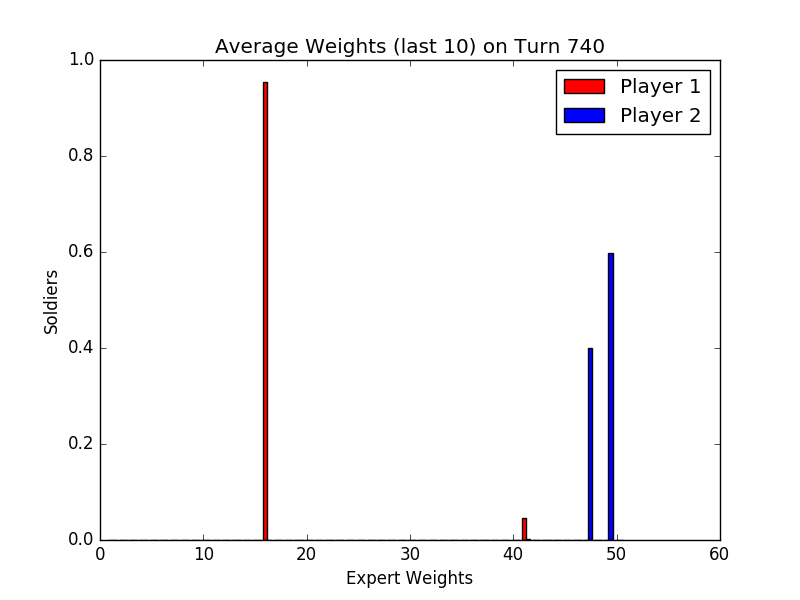 Average Weights (last 10) on Turn 740
Player 1
Player 2
1.0
0.8
0.6
0.4
0.2
0.0
Soldiers
0 10 20 30 40 50 60
Expert Weights